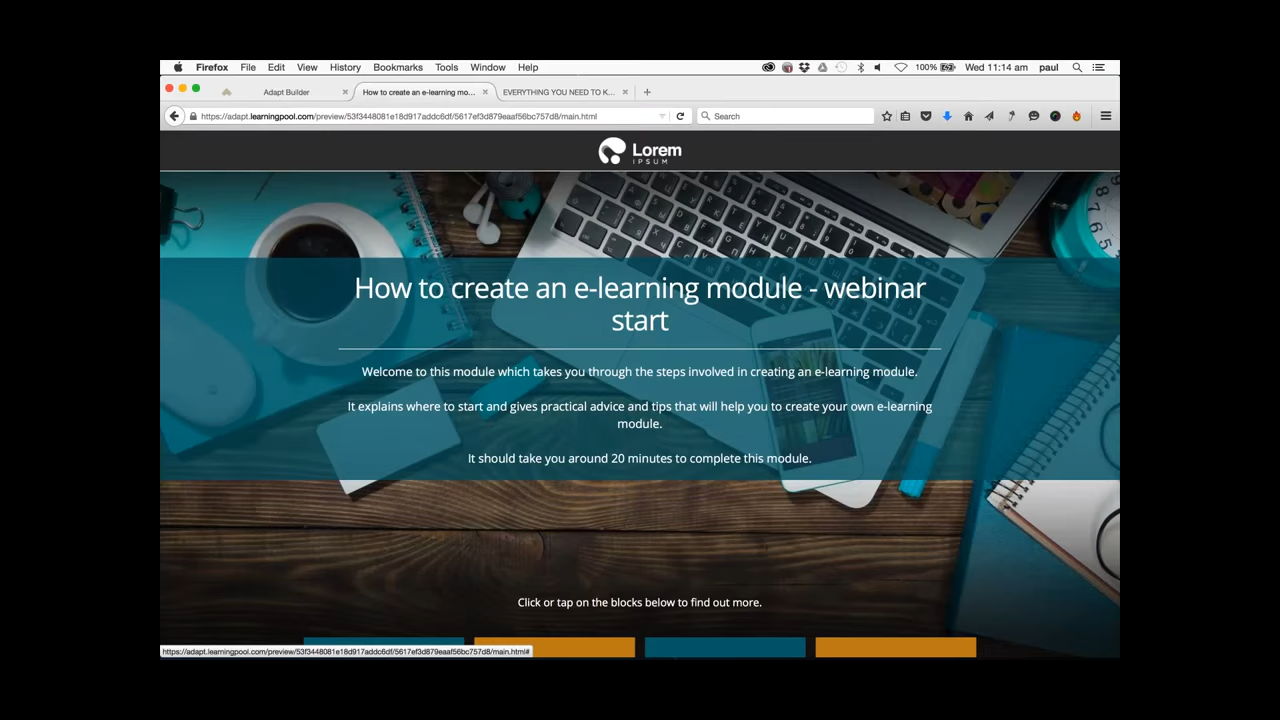 Firefox File Edit View History Bookmarks Tools Window Help 100% Wed 11:14 am paul
Adapt Builder How to create an e-learning mo... EVERYTHING YOU NEED TO K...
https://adapt.learningpool.com/preview/53f3448081e18d917addc6df/5617ef3d879eaaf56bc757d8/main.html Search
Lorem
IPSUM
How to create an e-learning module - webinar
start
Welcome to this module which takes you through the steps involved in creating an e-learning module.
It explains where to start and gives practical advice and tips that will help you to create your own e-learning
module.
It should take you around 20 minutes to complete this module.
Click or tap on the blocks below to find out more.
https://adapt.learningpool.com/preview/53f3448081e18d917addc6df/5617ef3d879eaaf56bc757d8/main.html#